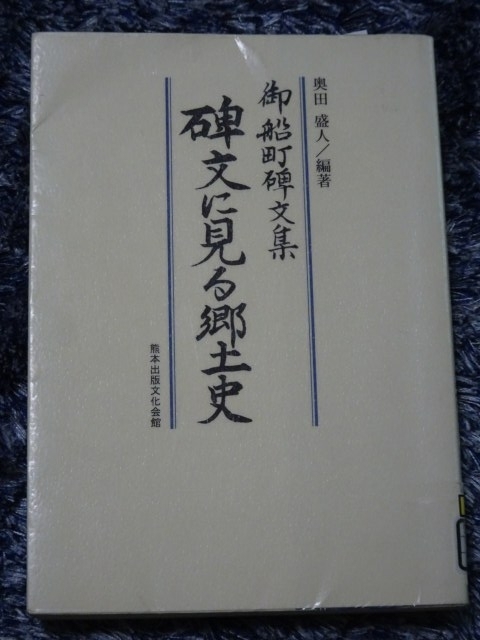 奥田 盛人／編著
御船町碑文集
碑文に見る郷土史
熊本出版文化会館